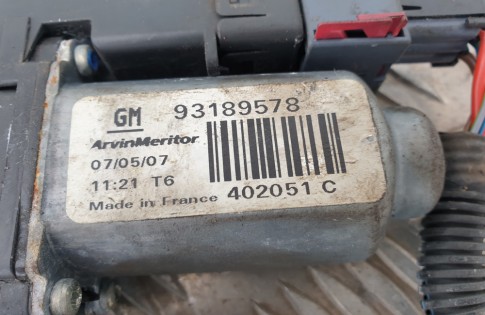 GM 93189578
ArvinMeritor
07/05/07
11:21 T6
402051 C
Made in France